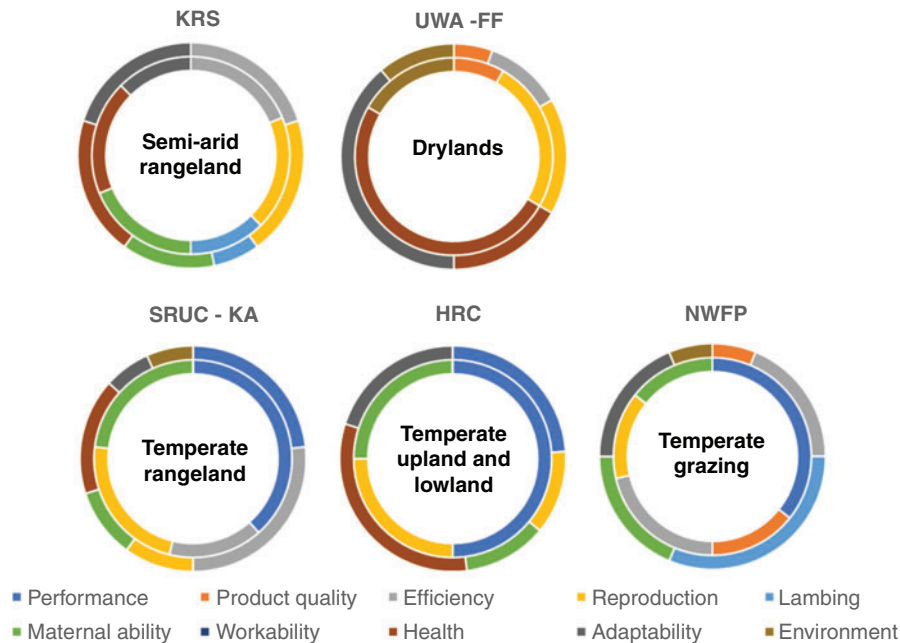 KRS
UWA -FF
Semi-arid
rangeland
Drylands
SRUC - KA
HRC
NWFP
Temperate
rangeland
Temperate
upland and
lowland
Temperate
grazing
Performance
Product quality
Efficiency
Reproduction
Lambing
Maternal ability
Workability
Health
Adaptability
Environment